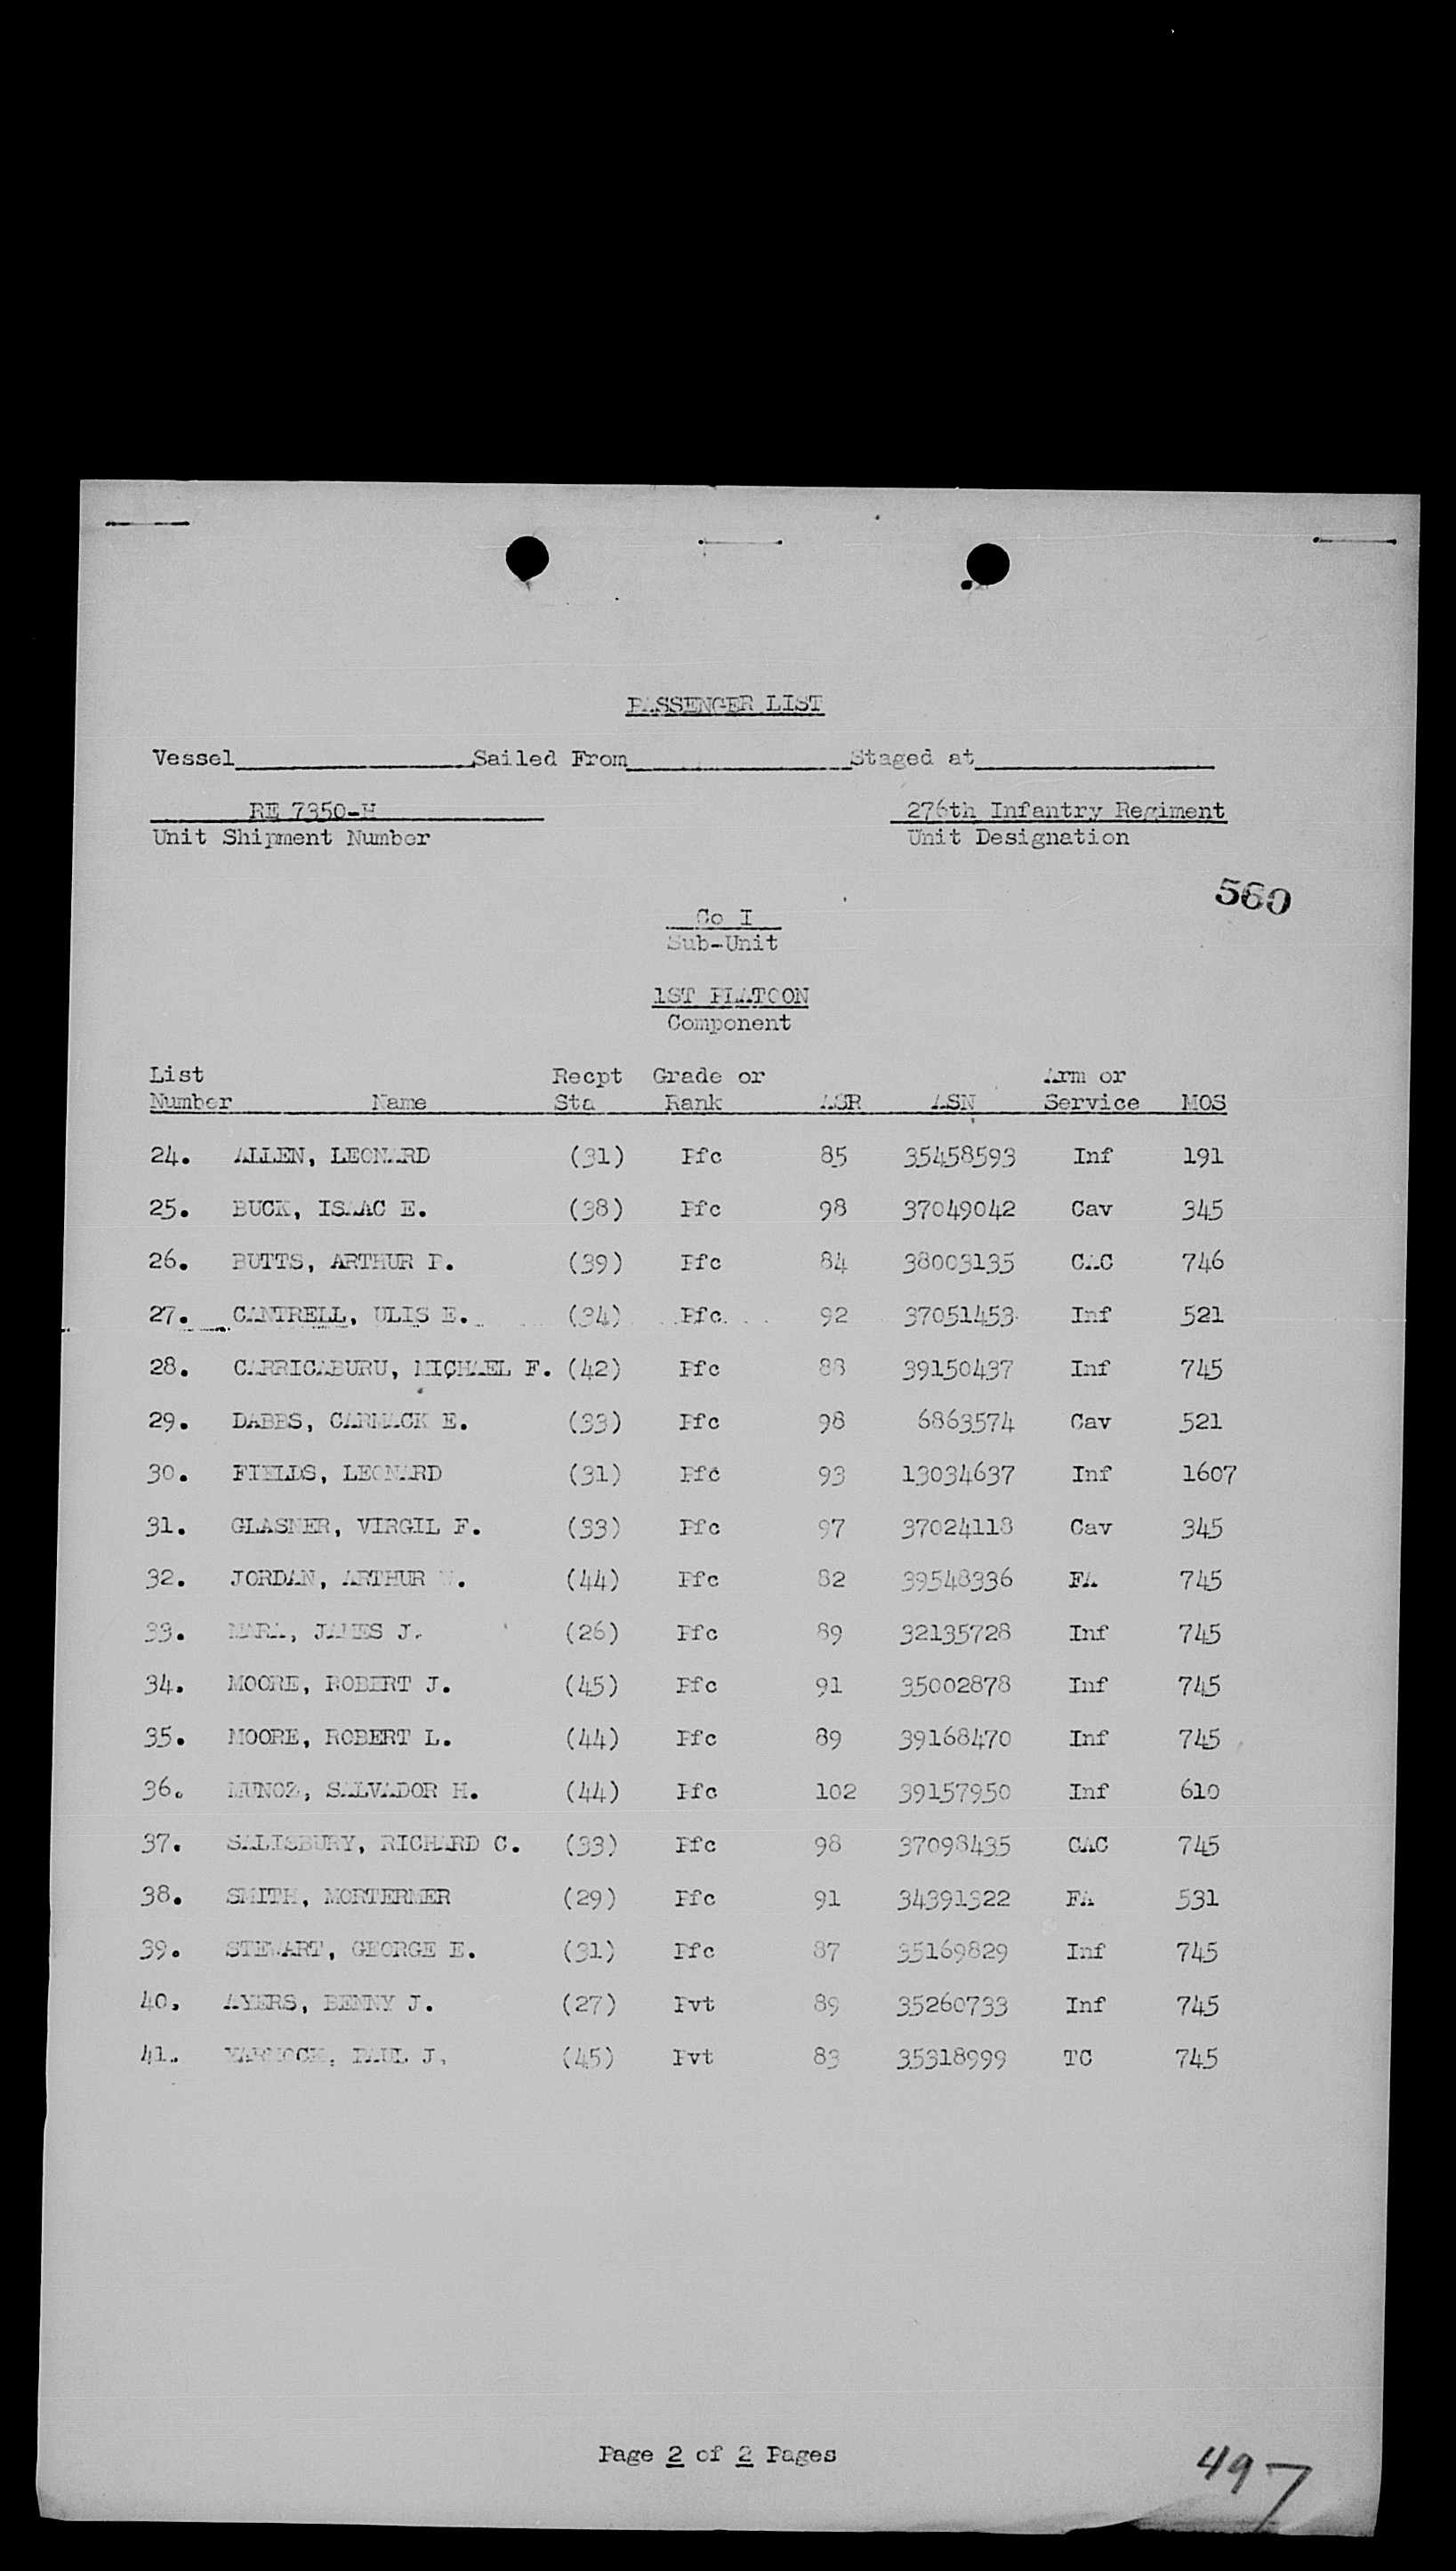 PASSENGER LIST
Vessel Sailed From Staged at
RE 7350-H 276th Infantry Regiment
Unit Shipment Number Unit Designation
560
Co I
Sub-Unit
1ST PLATOON
Component
List Recpt Grade or Arm or
Number Name Sta Rank ASR ASN Service MOS
24. ALLEN, LEONARD (31) Pfc 85 35458593 Inf 191
25. BUCK, ISAAC E. (38) Pfc 98 37049042 Cav 345
26. BUTTS, ARTHUR P. (39) Pfc 84 38003135 CAC 746
27. CANTRELL, ULIS E. (34) Pfc 92 37051453 Inf 521
28. CARRICABURU, MICHAEL F. (42) Pfc 88 39150437 Inf 745
29. DABBS, CARMACK E. (33) Pfc 98 6863574 Cav 521
30. FIELDS, LEONARD (31) Pfc 93 13034637 Inf 1607
31. GLASNER, VIRGIL F. (33) Pfc 97 37024118 Cav 345
32. JORDAN, ARTHUR (44) Pfc 82 39548336 FA 745
33. MARA, JAMES J. (26) Pfc 89 32135728 Inf 745
34. MOORE, ROBERT J. (45) Pfc 91 35002878 Inf 745
35. MOORE, ROBERT L. (44) Pfc 89 39168470 Inf 745
36. MUNOZ, SALVADOR H. (44) Pfc 102 39157950 Inf 610
37. SALISBURY, RICHARD C. (33) Pfc 98 37098435 CAC 745
38. SMITH, MORTERMER (29) Pfc 91 34391322 FA 531
39. STEWART, GEORGE E. (31) Pfc 87 35169829 Inf 745
40. AYERS, BENNY J. (27) Pvt 89 35260733 Inf 745
41. PAUL J. (45) Pvt 83 35318999 TC 745
Page 2 of 2 Pages
497